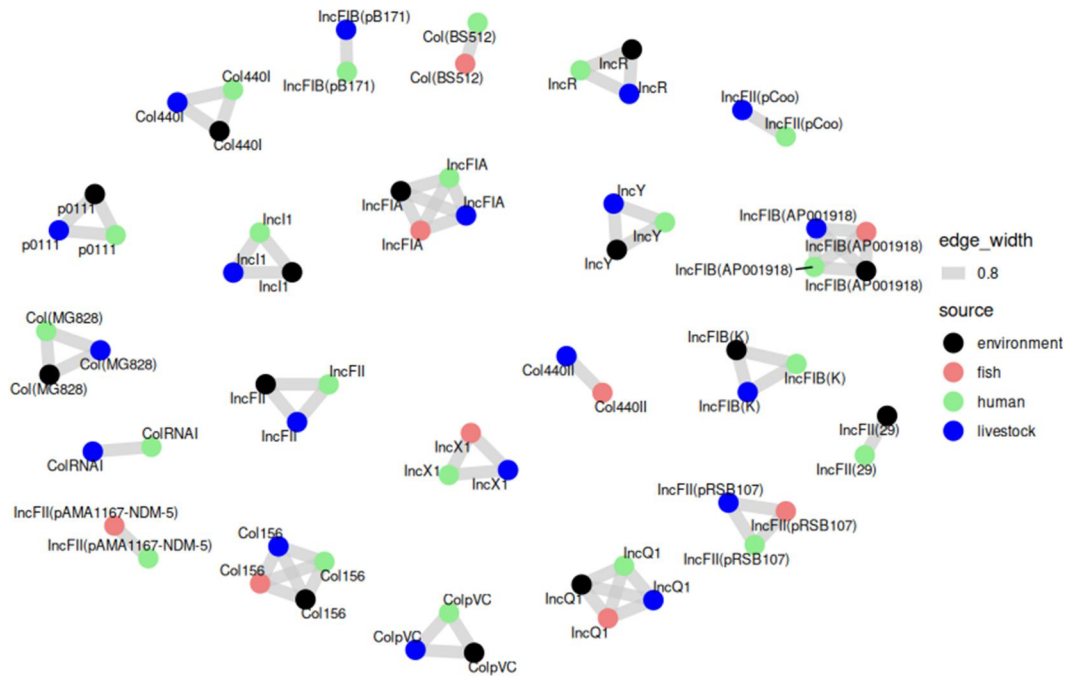 IncFIB(pB171)
IncFIB(pB171)
Col(BS512)
Col(BS512)
IncR
IncR
IncR
Col440I
Col440I
Col440I
IncFII(pCoo)
IncFII(pCoo)
p0111
p0111
p0111
IncI1
IncI1
IncI1
IncFIA
IncFIA
IncFIA
IncFIA
IncY
IncY
IncY
IncFIB(AP001918)
IncFIB(AP001918)
IncFIB(AP001918)
IncFIB(AP001918)
edge_width
0.8
source
environment
fish
human
livestock
Col(MG828)
Col(MG828)
Col(MG828)
IncFII
IncFII
IncFII
Col440II
Col440II
IncFIB(K)
IncFIB(K)
IncFIB(K)
IncFII(29)
IncFII(29)
ColRNAI
ColRNAI
IncX1
IncX1
IncX1
IncFII(pRSB107)
IncFII(pRSB107)
IncFII(pRSB107)
IncFII(pAMA1167-NDM-5)
IncFII(pAMA1167-NDM-5)
Col156
Col156
Col156
Col156
IncQ1
IncQ1
IncQ1
IncQ1
ColpVC
ColpVC
ColpVC